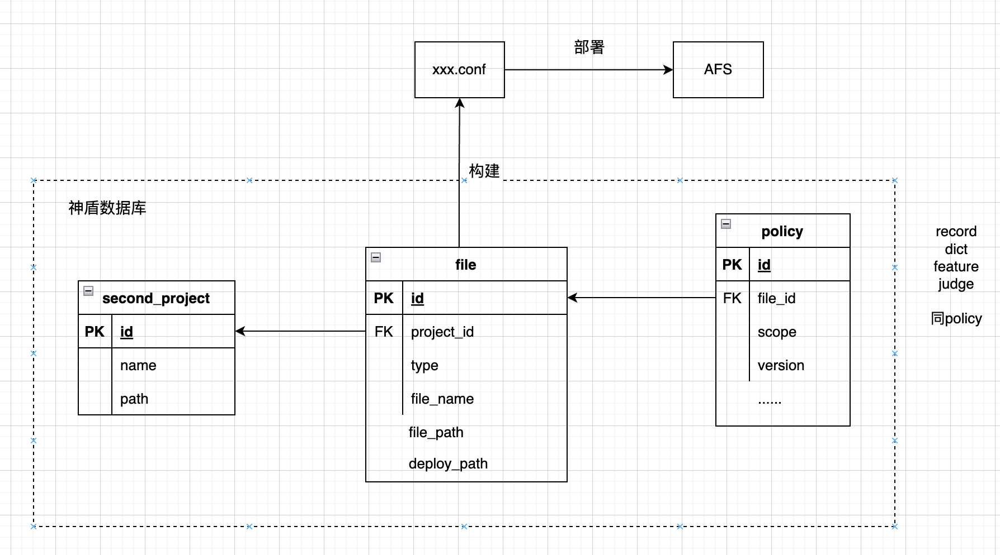 部署
xxx.conf
AFS
构建
神盾数据库
second_project
PK id
name
path
file
PK id
FK project_id
type
file_name
file_path
deploy_path
policy
PK id
FK file_id
scope
version
......
record
dict
feature
judge
同policy